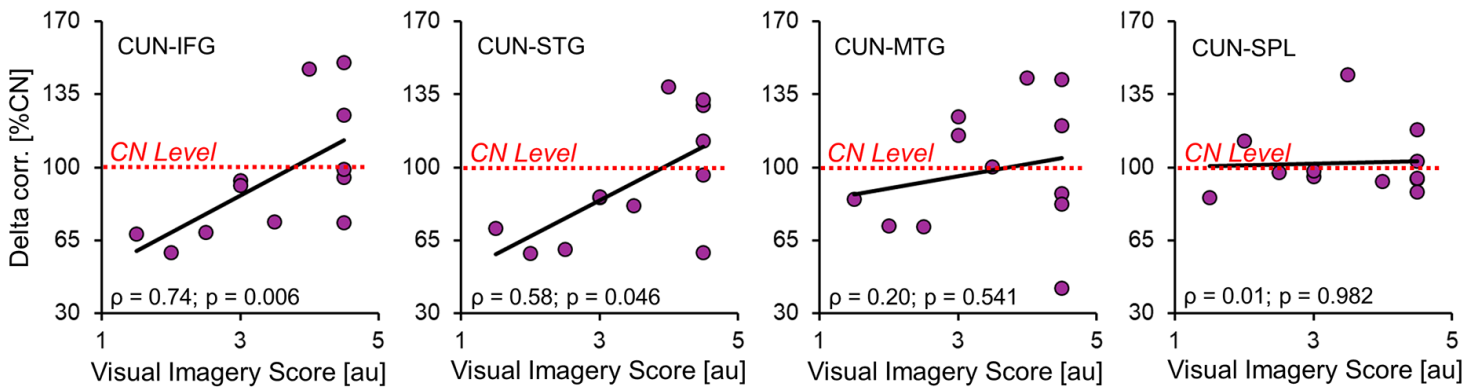 Delta corr. [%CN]
170
135
100
65
30
CUN-IFG
CN Level
ρ = 0.74; p = 0.006
1
3
5
Visual Imagery Score [au]
170
135
100
65
30
CUN-STG
CN Level
ρ = 0.58; p = 0.046
1
3
5
Visual Imagery Score [au]
170
135
100
65
30
CUN-MTG
CN Level
ρ = 0.20; p = 0.541
1
3
5
Visual Imagery Score [au]
170
135
100
65
30
CUN-SPL
CN Level
ρ = 0.01; p = 0.982
1
3
5
Visual Imagery Score [au]